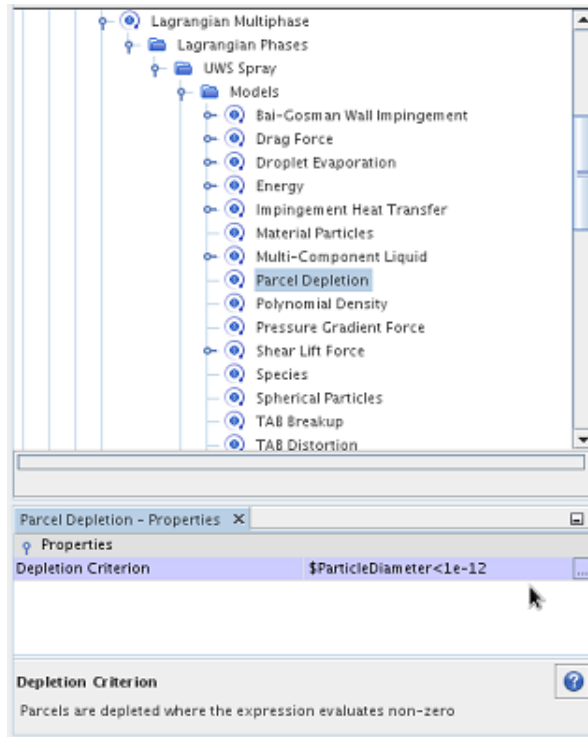 Lagrangian Multiphase
Lagrangian Phases
UWS Spray
Models
Bai-Gosman Wall Impingement
Drag Force
Droplet Evaporation
Energy
Impingement Heat Transfer
Material Particles
Multi-Component Liquid
Parcel Depletion
Polynomial Density
Pressure Gradient Force
Shear Lift Force
Species
Spherical Particles
TAB Breakup
TAB Distortion
Parcel Depletion - Properties ×
Properties
Depletion Criterion $ParticleDiameter<1e-12 ...
Depletion Criterion
?
Parcels are depleted where the expression evaluates non-zero